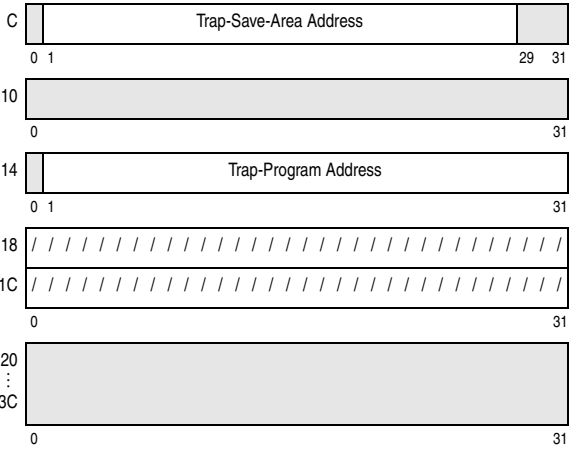 C Trap-Save-Area Address
0 1 29 31
10
0 31
14 Trap-Program Address
0 1 31
18 / / / / / / / / / / / / / / / / / / / / / / / / / / / / / / / /
1C / / / / / / / / / / / / / / / / / / / / / / / / / / / / / / / /
0 31
20
⋮
3C
0 31